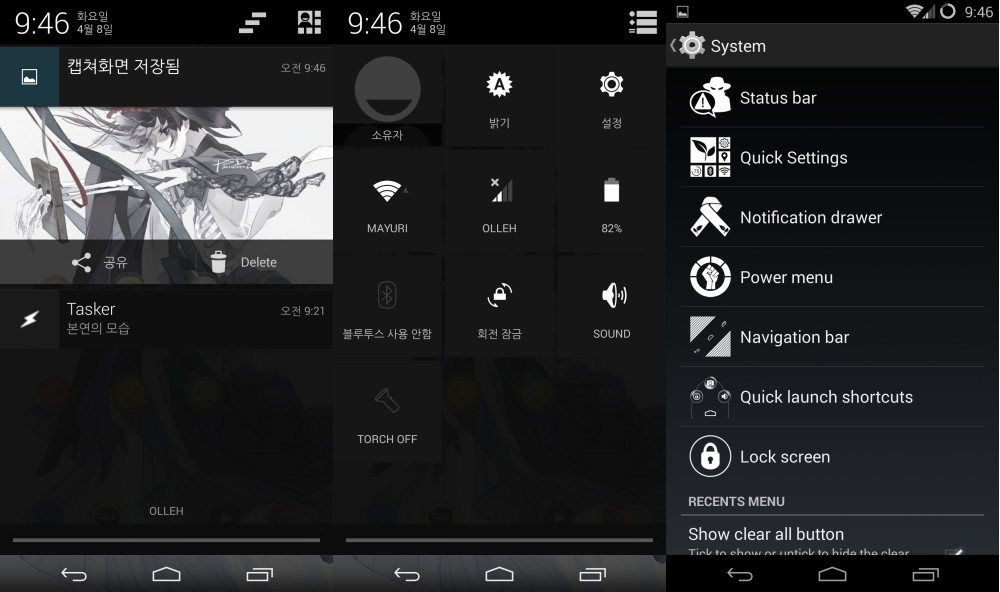 9:46 화요일
4월 8일
캡쳐화면 저장됨 오전 9:46
공유 Delete
Tasker 오전 9:21
본연의 모습
OLLEH
9:46 화요일
4월 8일
소유자 밝기 설정
MAYURI OLLEH 82%
블루투스 사용 안함 회전 잠금 SOUND
TORCH OFF
9:46
System
Status bar
Quick Settings
Notification drawer
Power menu
Navigation bar
Quick launch shortcuts
Lock screen
RECENTS MENU
Show clear all button
Tick to show or untick to hide the clear